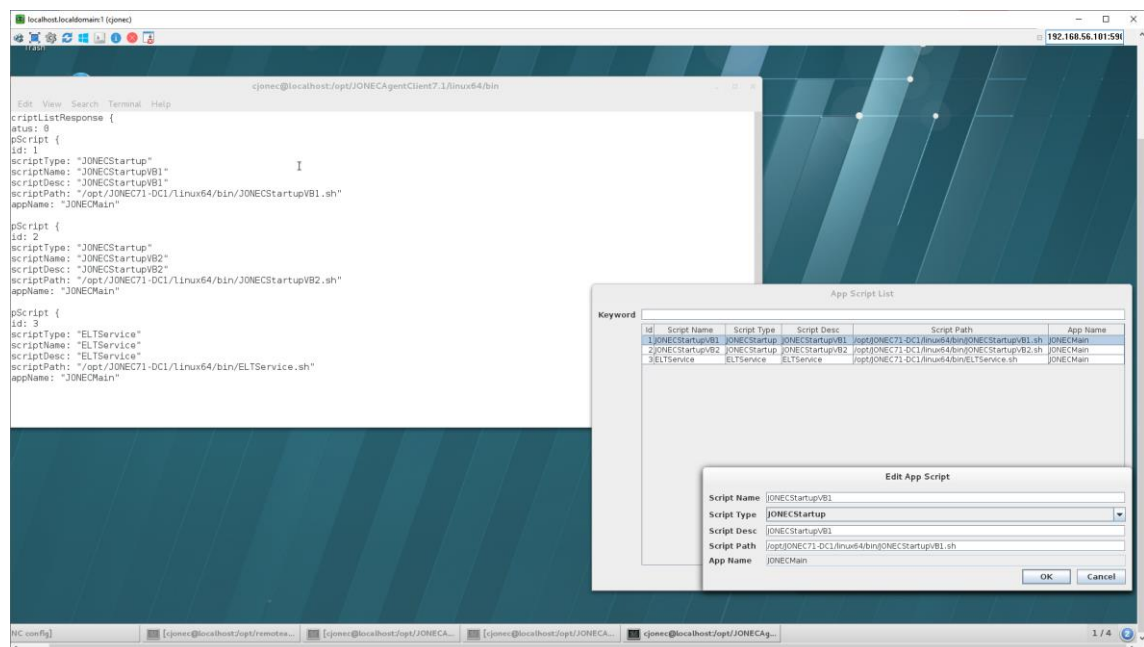 localhost.localdomain:1 (cjonec)
192.168.56.101:590
Trash
cjonec@localhost:/opt/JONECAgentClient7.1/linux64/bin
Edit View Search Terminal Help
criptListResponse {
atus: 0
pScript {
id: 1
scriptType: "JONECStartup"
scriptName: "JONECStartupVB1"
scriptDesc: "JONECStartupVB1"
scriptPath: "/opt/JONEC71-DC1/linux64/bin/JONECStartupVB1.sh"
appName: "JONECMain"
pScript {
id: 2
scriptType: "JONECStartup"
scriptName: "JONECStartupVB2"
scriptDesc: "JONECStartupVB2"
scriptPath: "/opt/JONEC71-DC1/linux64/bin/JONECStartupVB2.sh"
appName: "JONECMain"
pScript {
id: 3
scriptType: "ELTService"
scriptName: "ELTService"
scriptDesc: "ELTService"
scriptPath: "/opt/JONEC71-DC1/linux64/bin/ELTService.sh"
appName: "JONECMain"
App Script List
Keyword
Id Script Name Script Type Script Desc Script Path App Name
1 JONECStartupVB1 JONECStartup JONECStartupVB1 /opt/JONEC71-DC1/linux64/bin/JONECStartupVB1.sh JONECMain
2 JONECStartupVB2 JONECStartup JONECStartupVB2 /opt/JONEC71-DC1/linux64/bin/JONECStartupVB2.sh JONECMain
3 ELTService ELTService ELTService /opt/JONEC71-DC1/linux64/bin/ELTService.sh JONECMain
Edit App Script
Script Name JONECStartupVB1
Script Type JONECStartup
Script Desc JONECStartupVB1
Script Path /opt/JONEC71-DC1/linux64/bin/JONECStartupVB1.sh
App Name JONECMain
OK Cancel
NC config] [cjonec@localhost:/opt/remotea... [cjonec@localhost:/opt/JONECA... [cjonec@localhost:/opt/JONECA... cjonec@localhost:/opt/JONECAg... 1 / 4 2